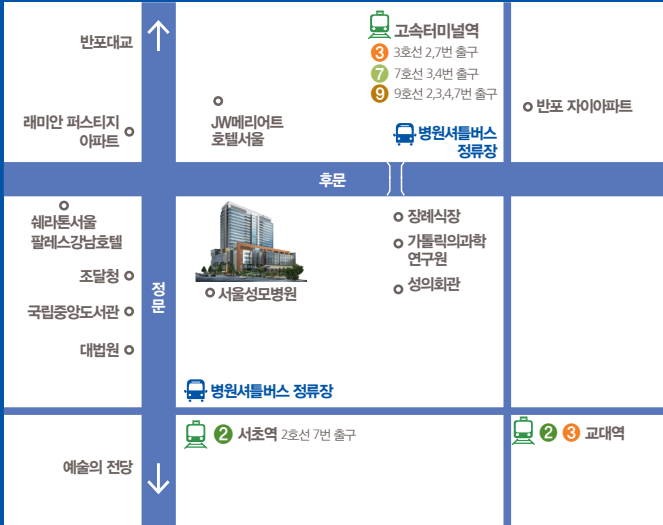 반포대교
고속터미널역
3 3호선 2,7번 출구
7 7호선 3,4번 출구
9 9호선 2,3,4,7번 출구
래미안 퍼스티지
아파트
JW메리어트
호텔서울
병원셔틀버스
정류장
반포 자이아파트
후문
쉐라톤서울
팔레스강남호텔
조달청
국립중앙도서관
대법원
정문
서울성모병원
장례식장
가톨릭의과학
연구원
성의회관
병원셔틀버스 정류장
2 서초역 2호선 7번 출구
2 3 교대역
예술의 전당